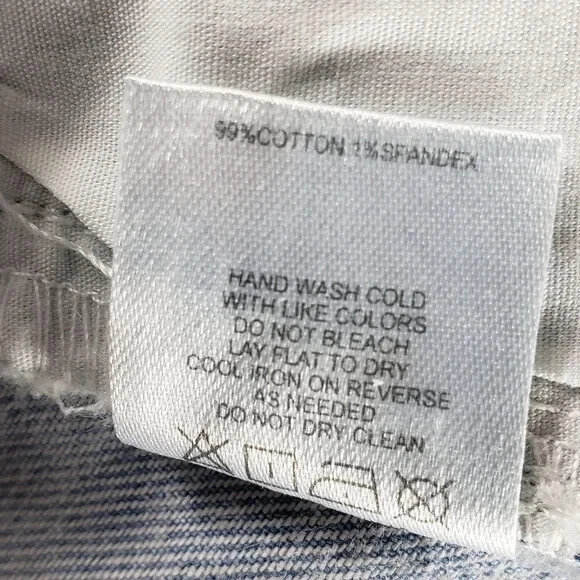 99%COTTON 1%SPANDEX
HAND WASH COLD
WITH LIKE COLORS
DO NOT BLEACH
LAY FLAT TO DRY
COOL IRON ON REVERSE
AS NEEDED
DO NOT DRY CLEAN